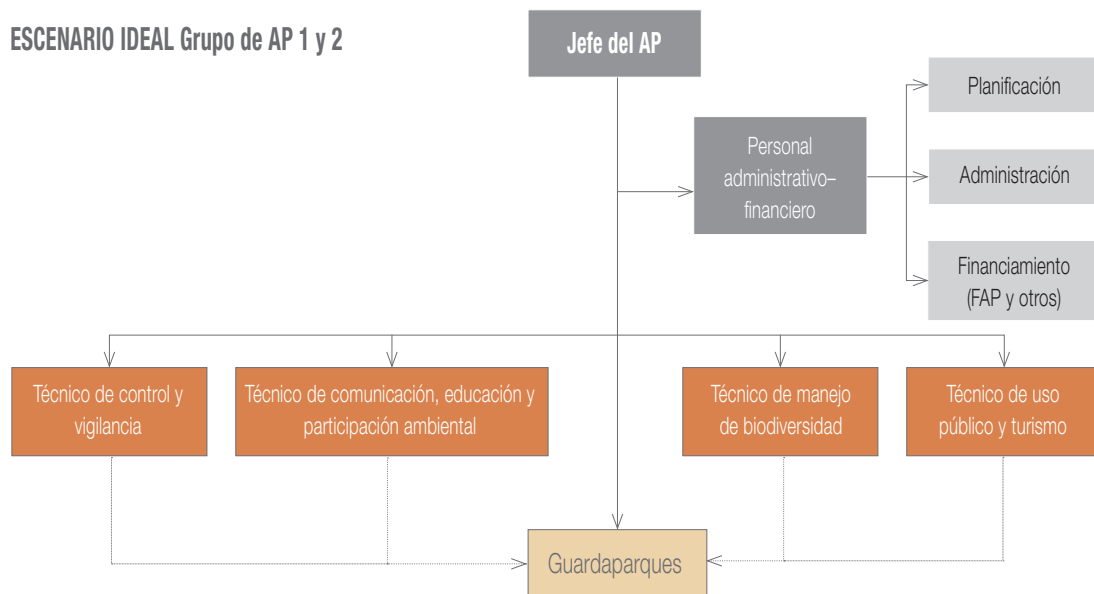 ESCENARIO IDEAL Grupo de AP 1 y 2
Jefe del AP
Personal
administrativo–
financiero
Planificación
Administración
Financiamiento
(FAP y otros)
Técnico de control y
vigilancia
Técnico de comunicación, educación y
participación ambiental
Técnico de manejo
de biodiversidad
Técnico de uso
público y turismo
Guardaparques